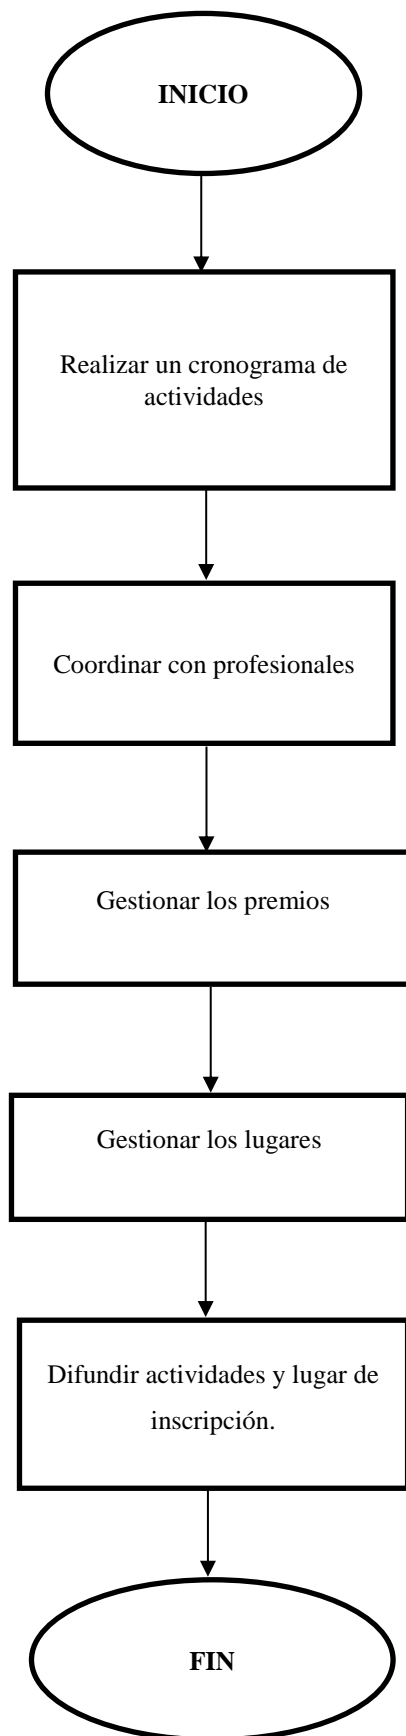 INICIO
Realizar un cronograma de
actividades
Coordinar con profesionales
Gestionar los premios
Gestionar los lugares
Difundir actividades y lugar de
inscripción.
FIN